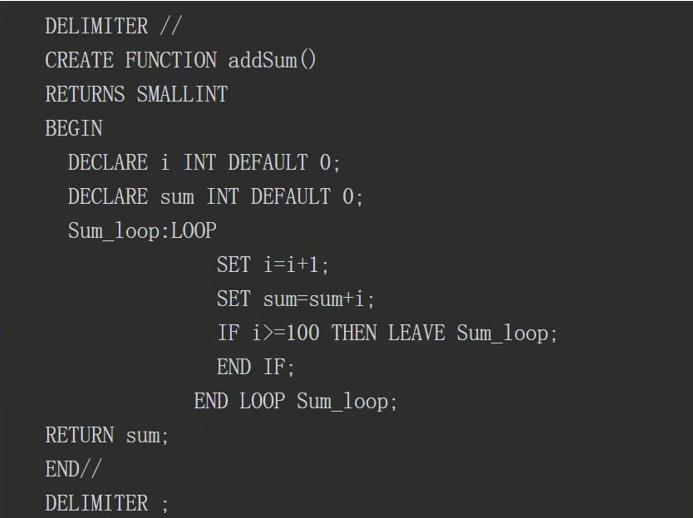 DELIMITER //
CREATE FUNCTION addSum()
RETURNS SMALLINT
BEGIN
DECLARE i INT DEFAULT 0;
DECLARE sum INT DEFAULT 0;
Sum_loop:LOOP
SET i=i+1;
SET sum=sum+i;
IF i>=100 THEN LEAVE Sum_loop;
END IF;
END LOOP Sum_loop;
RETURN sum;
END//
DELIMITER ;